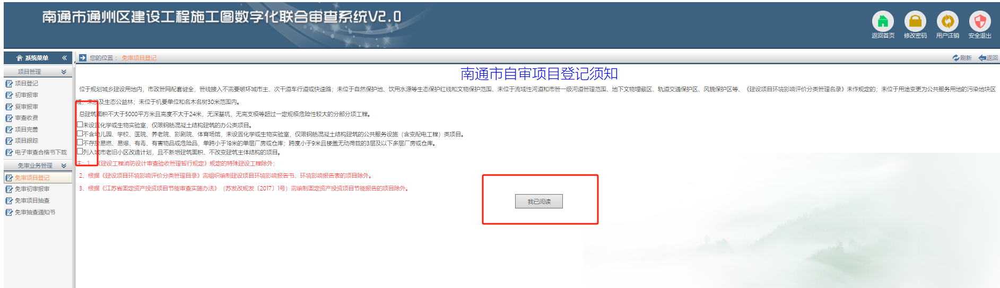 南通市通州区建设工程施工图数字化联合审查系统V2.0
返回首页 修改密码 用户注销 安全退出
系统菜单 «
您的位置： 免审项目登记
刷新 返回
项目管理
项目登记
初审报审
复审报审
审查收费
项目完善
项目跟踪
电子审查合格书下载
免审业务管理
免审项目登记
免审初审报审
免审项目抽查
免审抽查通知书
南通市自审项目登记须知
位于规划城乡建设用地内，市政管网配套健全，管线接入不需要破坏城市主、次干道车行道或快速路；未位于自然保护地、饮用水源等生态保护红线和文物保护范围、未位于流域性河道和市管一级河道管理范围、地下文物埋藏区、轨道交通保护区、风貌保护区等、《建设项目环境影响评价分类管理名录》未作规定的；未位于用途变更为公共服务用地的污染地块区
域，未涉及生态公益林；未位于机要单位和名木名树30米范围内。
总建筑面积不大于5000平方米且高度不大于24米，无深基坑，无高支模等超过一定规模危险性较大的分部分项工程。
未设置化学或生物实验室，仅限钢筋混凝土结构建筑的办公类项目。
不含幼儿园、学校、医院、养老院、影剧院、体育场馆，未设置化学或生物实验室，仅限钢筋混凝土结构建筑的公共服务设施（含变配电工程）类项目。
不存放易燃、易爆、有毒、有害物品或危险品，单跨小于18米的单层厂房或仓库；跨度小于9米且楼盖无动荷载的3层及以下多层厂房或仓库。
列入城市老旧小区改造计划，且不新增建筑面积、不改变建筑主体结构的项目。
注：1、《建设工程消防设计审查验收管理暂行规定》规定的特殊建设工程除外；
2、根据《建设项目环境影响评价分类管理目录》需组织编制建设项目环境影响报告书、环境影响报告表的项目除外。
3、根据《江苏省固定资产投资项目节能审查实施办法》（苏发改规发〔2017〕1号）需编制固定资产投资项目节能报告的项目除外。
我已阅读